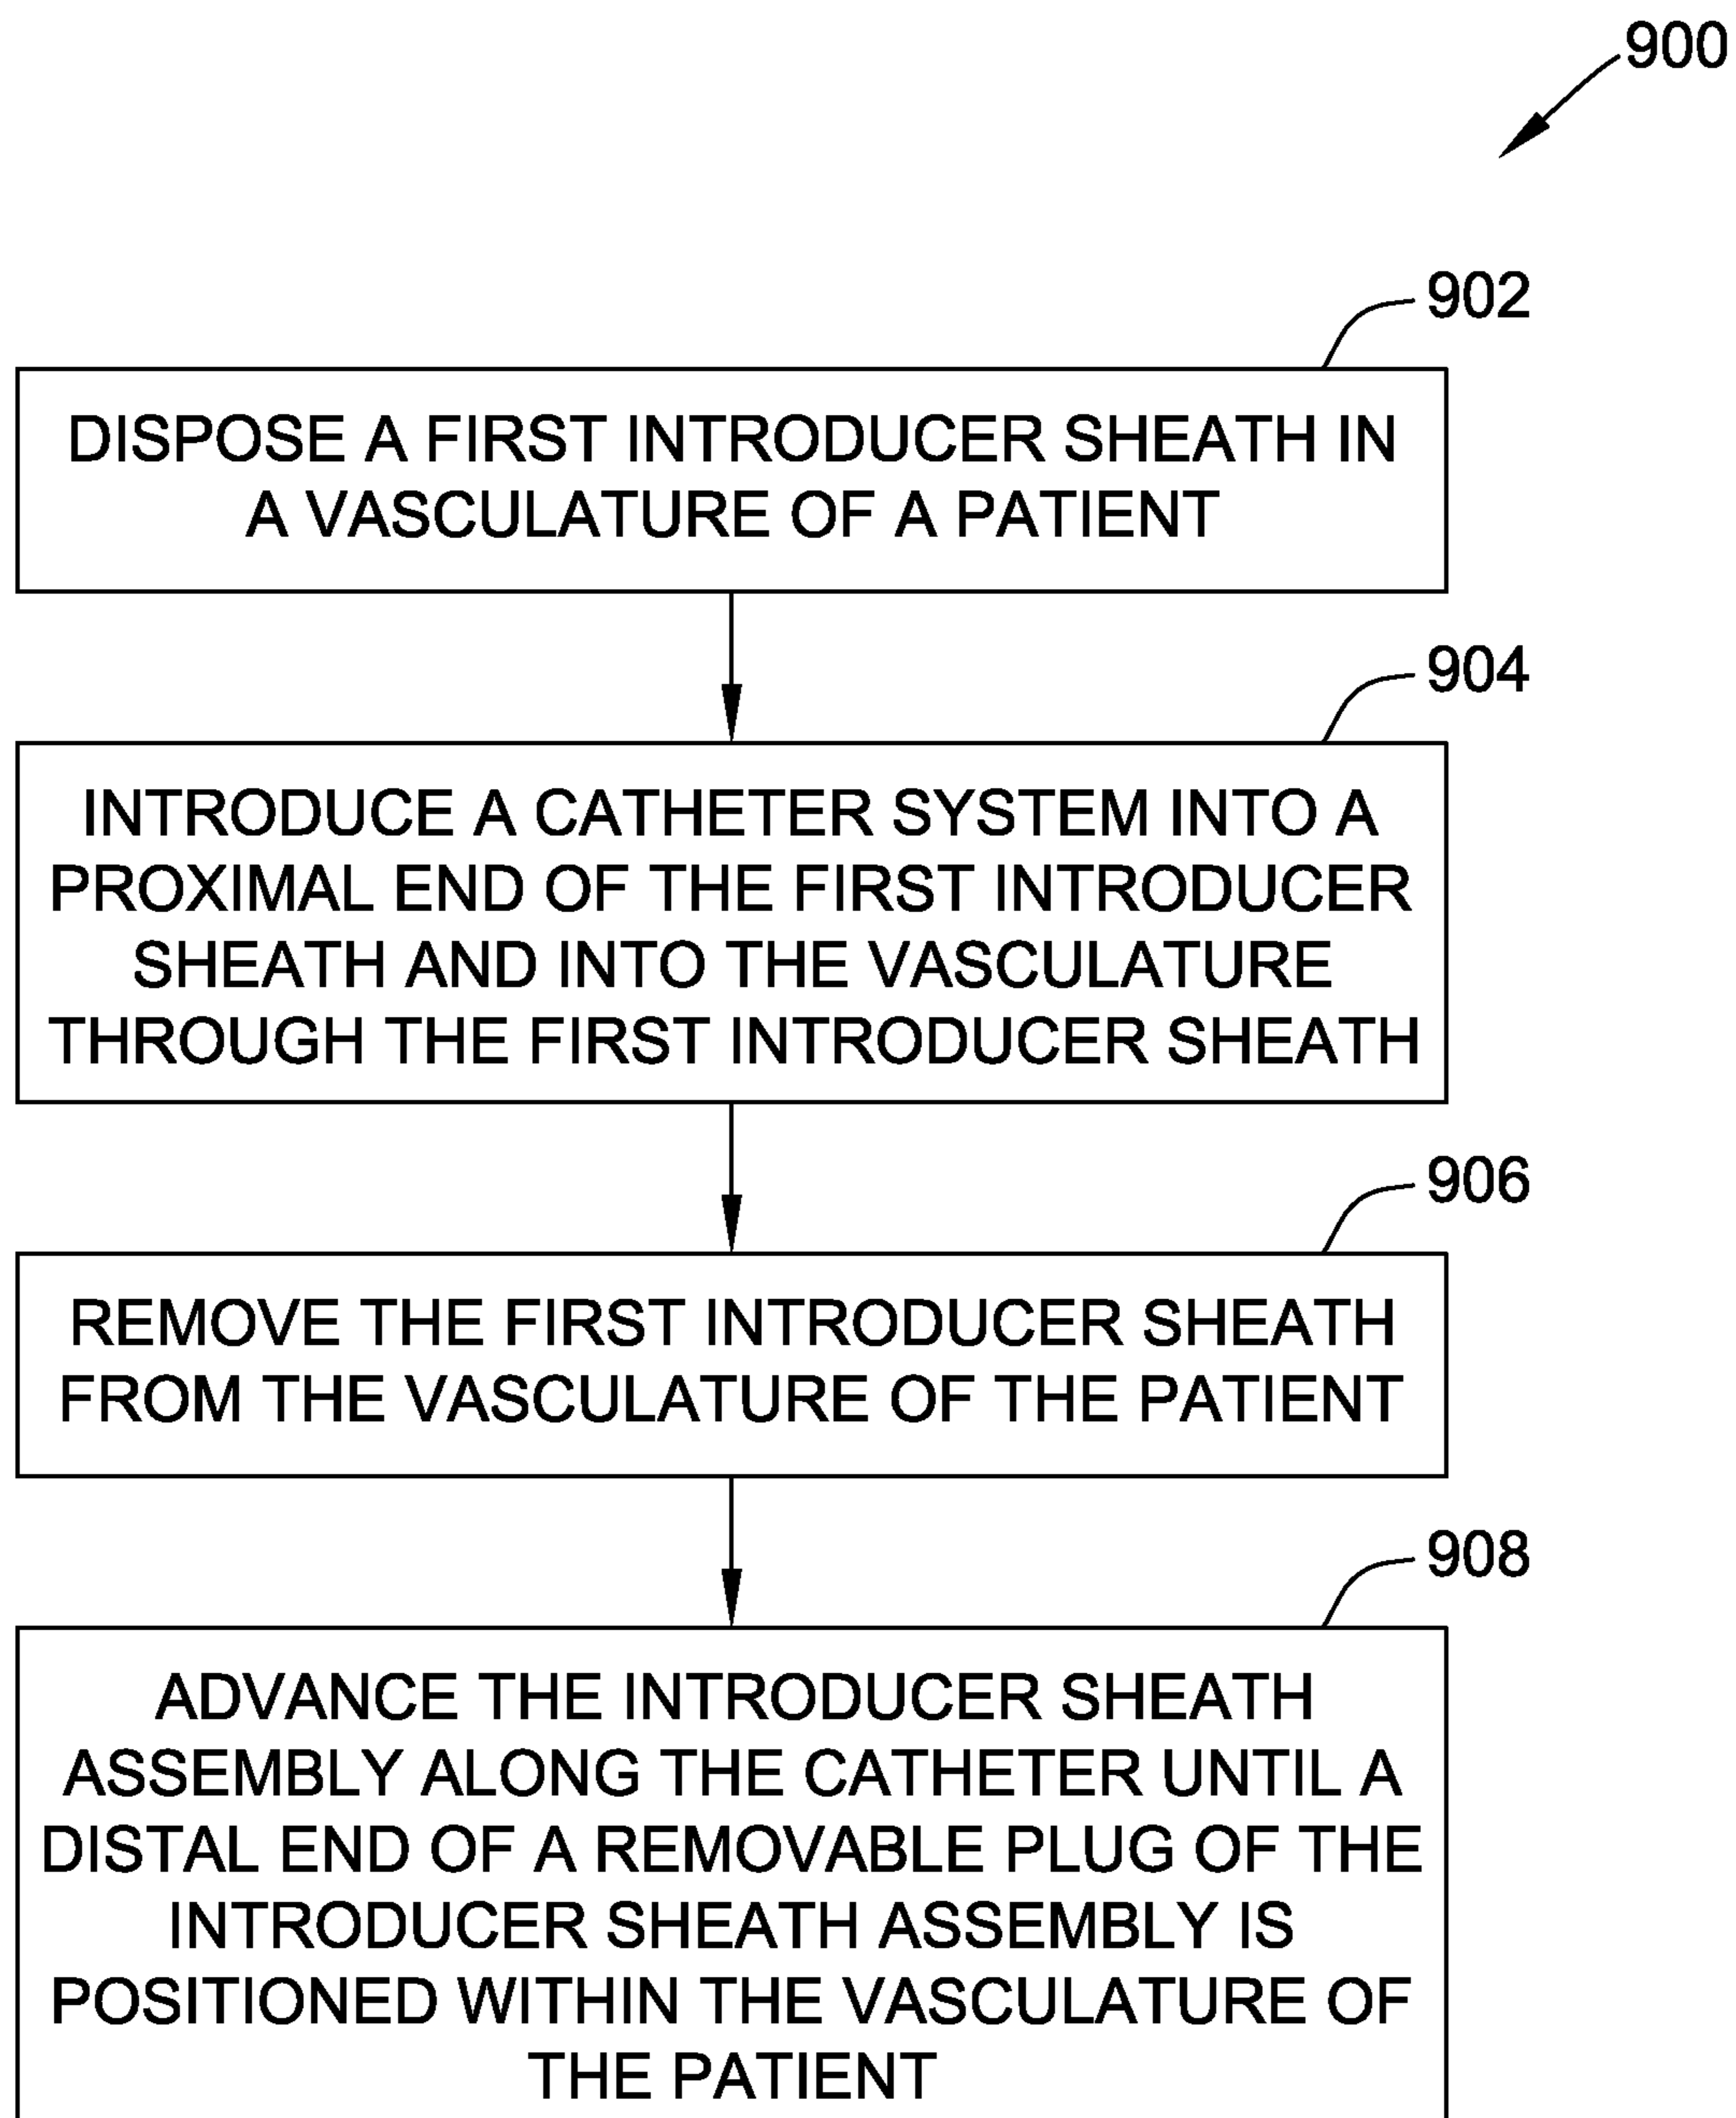 900
902
DISPOSE A FIRST INTRODUCER SHEATH IN
A VASCULATURE OF A PATIENT
904
INTRODUCE A CATHETER SYSTEM INTO A
PROXIMAL END OF THE FIRST INTRODUCER
SHEATH AND INTO THE VASCULATURE
THROUGH THE FIRST INTRODUCER SHEATH
906
REMOVE THE FIRST INTRODUCER SHEATH
FROM THE VASCULATURE OF THE PATIENT
908
ADVANCE THE INTRODUCER SHEATH
ASSEMBLY ALONG THE CATHETER UNTIL A
DISTAL END OF A REMOVABLE PLUG OF THE
INTRODUCER SHEATH ASSEMBLY IS
POSITIONED WITHIN THE VASCULATURE OF
THE PATIENT